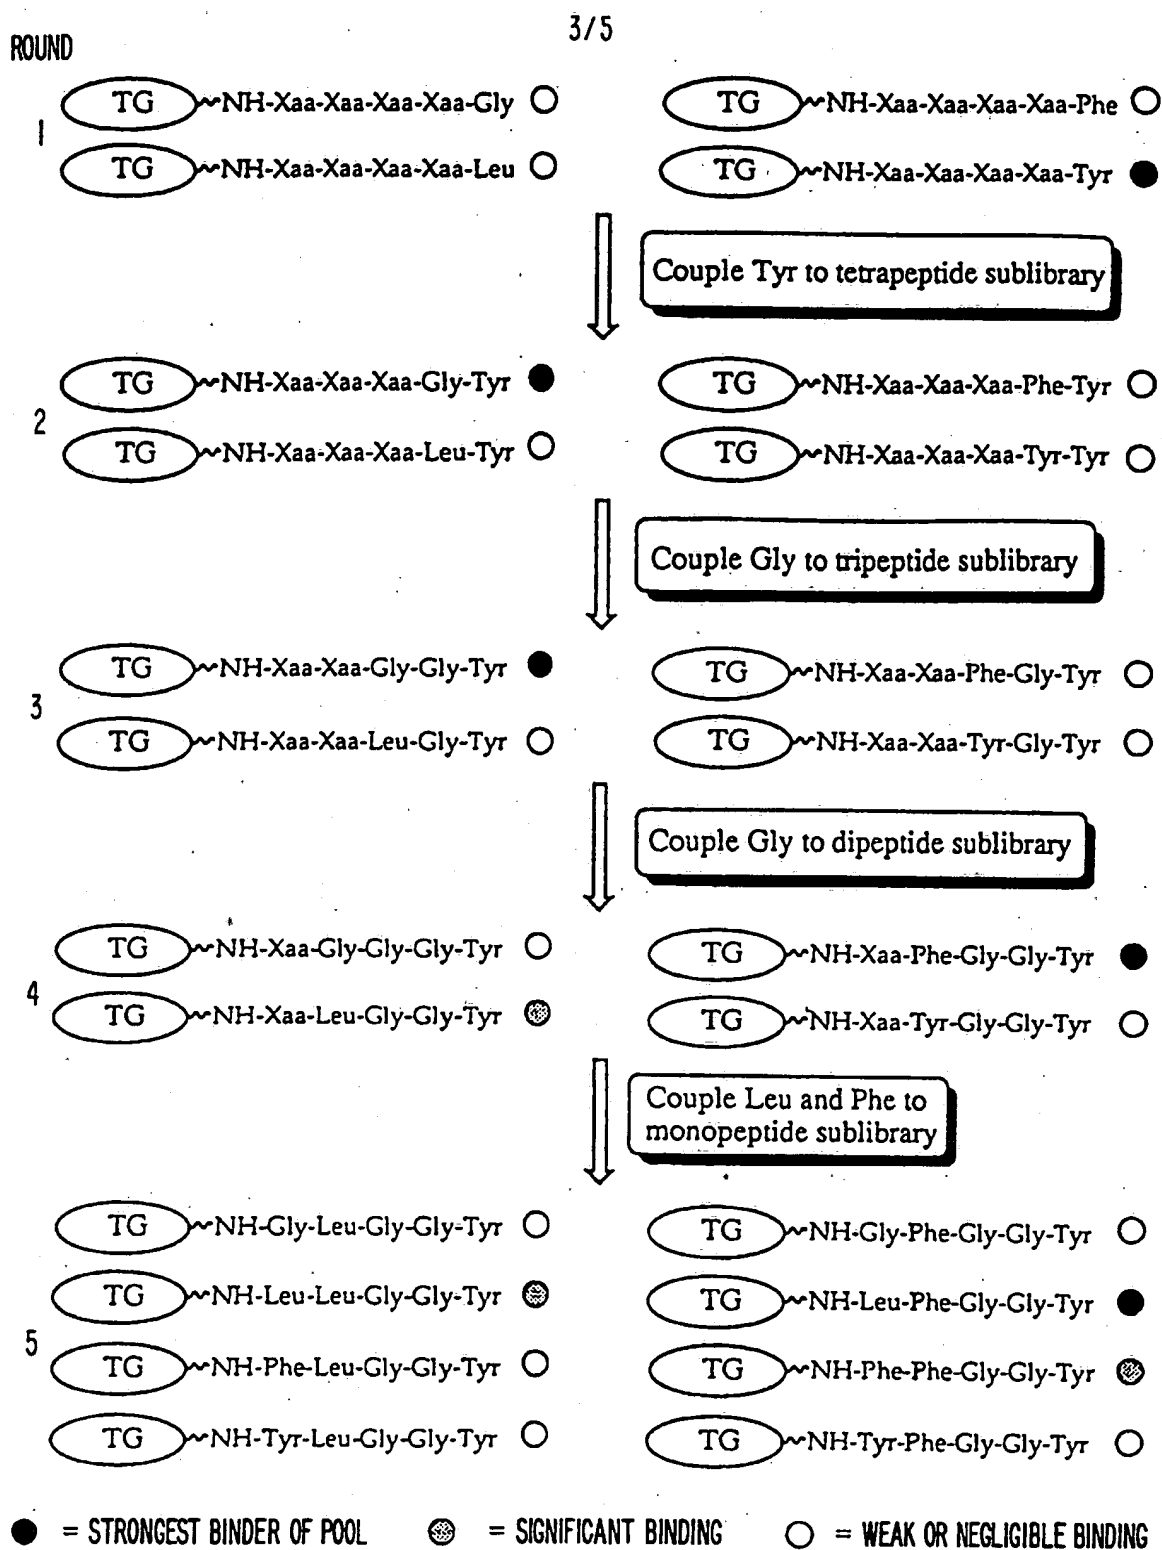 3/5
ROUND
1
TG NH-Xaa-Xaa-Xaa-Xaa-Gly
TG NH-Xaa-Xaa-Xaa-Xaa-Phe
TG NH-Xaa-Xaa-Xaa-Xaa-Leu
TG NH-Xaa-Xaa-Xaa-Xaa-Tyr
Couple Tyr to tetrapeptide sublibrary
2
TG NH-Xaa-Xaa-Xaa-Gly-Tyr
TG NH-Xaa-Xaa-Xaa-Phe-Tyr
TG NH-Xaa-Xaa-Xaa-Leu-Tyr
TG NH-Xaa-Xaa-Xaa-Tyr-Tyr
Couple Gly to tripeptide sublibrary
3
TG NH-Xaa-Xaa-Gly-Gly-Tyr
TG NH-Xaa-Xaa-Phe-Gly-Tyr
TG NH-Xaa-Xaa-Leu-Gly-Tyr
TG NH-Xaa-Xaa-Tyr-Gly-Tyr
Couple Gly to dipeptide sublibrary
4
TG NH-Xaa-Gly-Gly-Gly-Tyr
TG NH-Xaa-Phe-Gly-Gly-Tyr
TG NH-Xaa-Leu-Gly-Gly-Tyr
TG NH-Xaa-Tyr-Gly-Gly-Tyr
Couple Leu and Phe to
monopeptide sublibrary
5
TG NH-Gly-Leu-Gly-Gly-Tyr
TG NH-Gly-Phe-Gly-Gly-Tyr
TG NH-Leu-Leu-Gly-Gly-Tyr
TG NH-Leu-Phe-Gly-Gly-Tyr
TG NH-Phe-Leu-Gly-Gly-Tyr
TG NH-Phe-Phe-Gly-Gly-Tyr
TG NH-Tyr-Leu-Gly-Gly-Tyr
TG NH-Tyr-Phe-Gly-Gly-Tyr
= STRONGEST BINDER OF POOL = SIGNIFICANT BINDING = WEAK OR NEGLIGIBLE BINDING